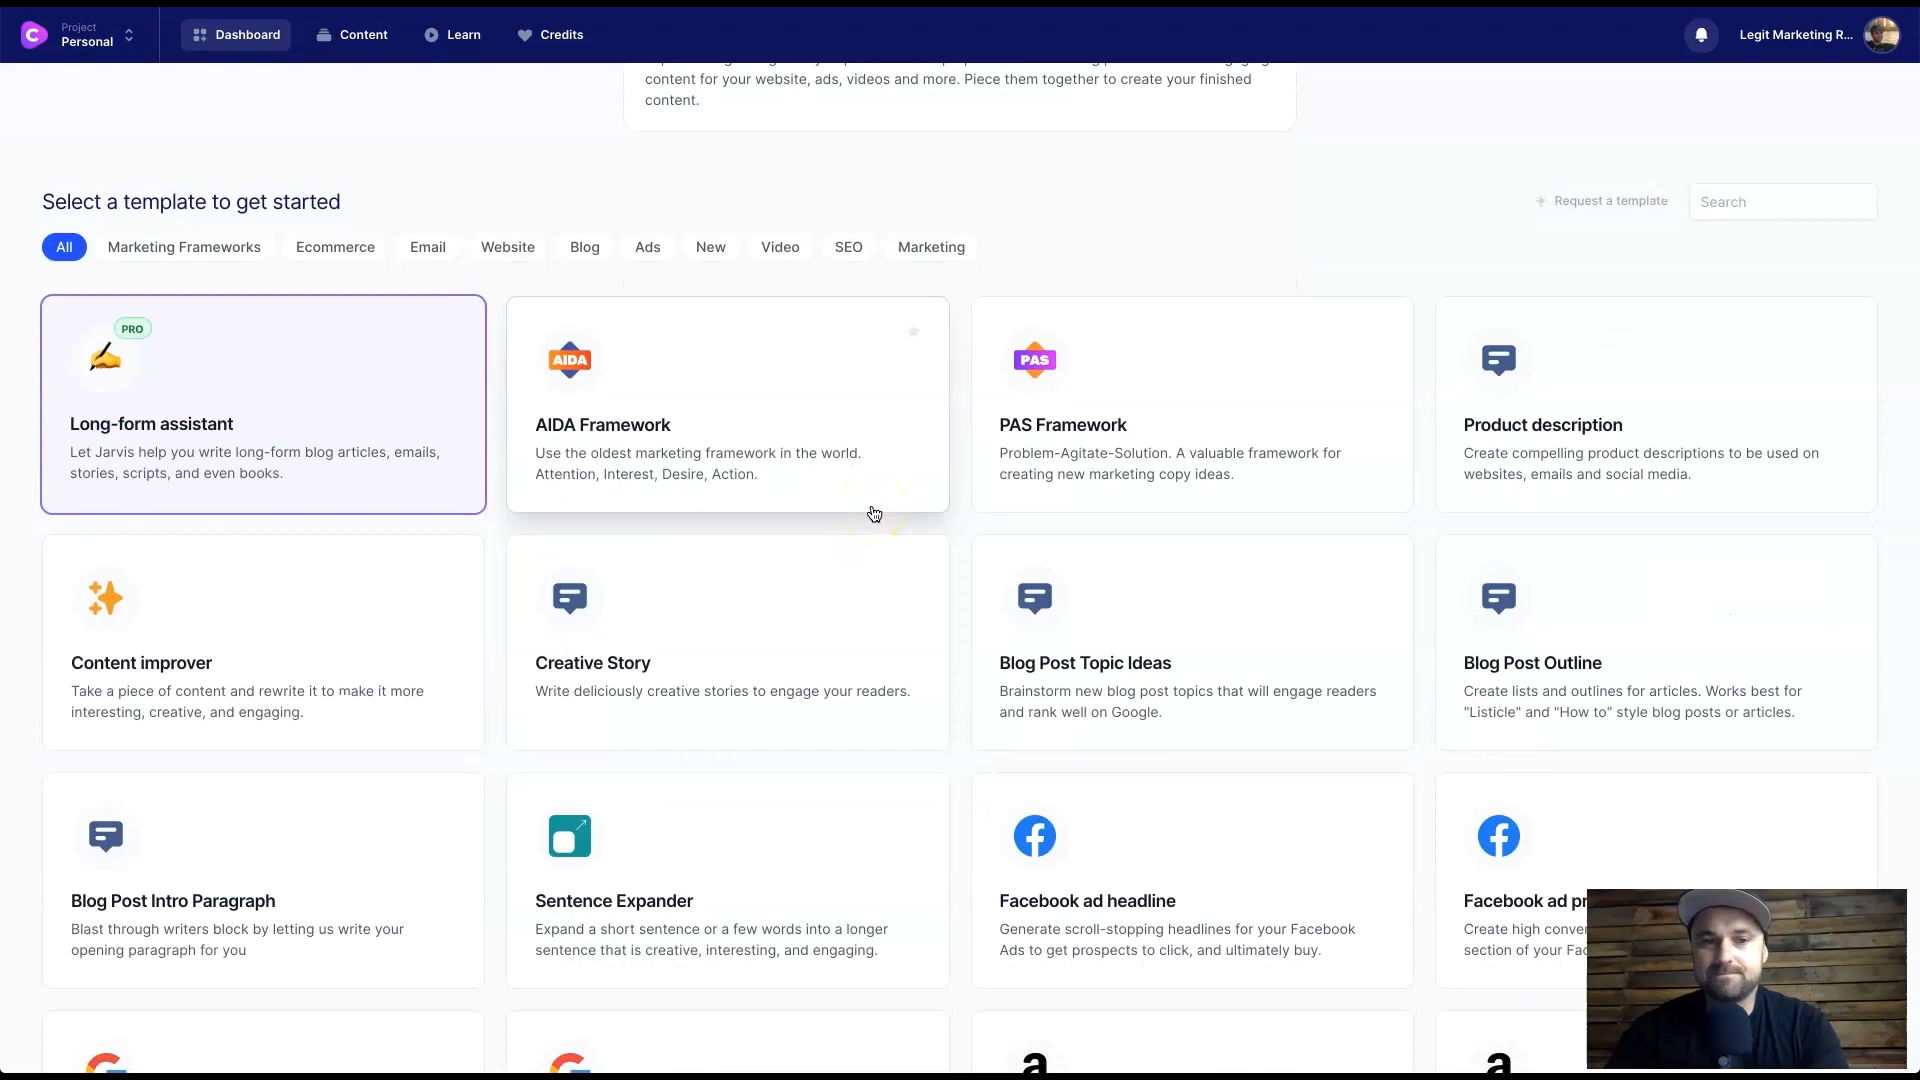 Project
Personal
Dashboard
Content
Learn
Credits
Legit Marketing R...
content for your website, ads, videos and more. Piece them together to create your finished
content.
Select a template to get started
Request a template
Search
All
Marketing Frameworks
Ecommerce
Email
Website
Blog
Ads
New
Video
SEO
Marketing
PRO
Long-form assistant
Let Jarvis help you write long-form blog articles, emails,
stories, scripts, and even books.
AIDA
AIDA Framework
Use the oldest marketing framework in the world.
Attention, Interest, Desire, Action.
PAS
PAS Framework
Problem-Agitate-Solution. A valuable framework for
creating new marketing copy ideas.
Product description
Create compelling product descriptions to be used on
websites, emails and social media.
Content improver
Take a piece of content and rewrite it to make it more
interesting, creative, and engaging.
Creative Story
Write deliciously creative stories to engage your readers.
Blog Post Topic Ideas
Brainstorm new blog post topics that will engage readers
and rank well on Google.
Blog Post Outline
Create lists and outlines for articles. Works best for
"Listicle" and "How to" style blog posts or articles.
Blog Post Intro Paragraph
Blast through writers block by letting us write your
opening paragraph for you
Sentence Expander
Expand a short sentence or a few words into a longer
sentence that is creative, interesting, and engaging.
Facebook ad headline
Generate scroll-stopping headlines for your Facebook
Ads to get prospects to click, and ultimately buy.
Facebook ad pr
Create high conver
section of your Fac